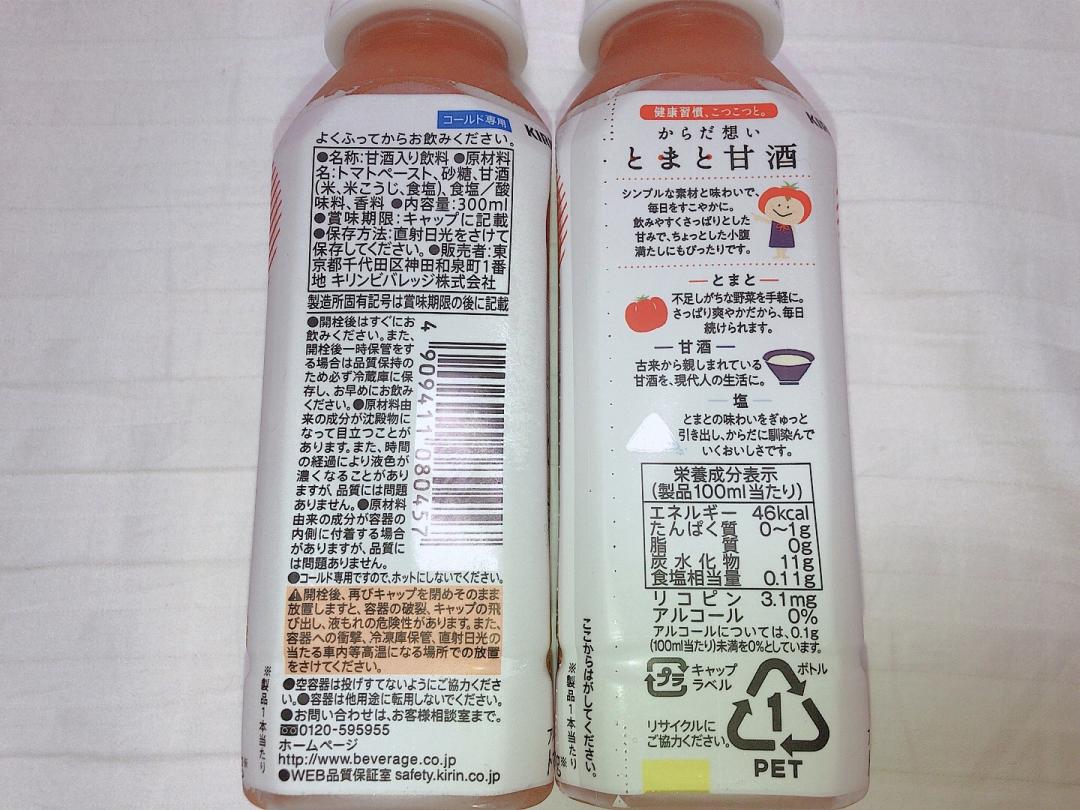 コールド専用
KIRI
よくふってからお飲みください。
●名称:甘酒入り飲料 ●原材料
名:トマトペースト、砂糖、甘酒
(米、米こうじ、食塩)、食塩/酸
味料、香料 ●内容量:300ml
●賞味期限:キャップに記載
●保存方法:直射日光をさけて
保存してください。●販売者:東
京都千代田区神田和泉町1番
地 キリンビバレッジ株式会社
製造所固有記号は賞味期限の後に記載
●開栓後はすぐにお
飲みください。また、
開栓後一時保管をす
る場合は品質保持の
ため必ず冷蔵庫に保
存し、お早めにお飲み
ください。●原材料由
来の成分が沈殿物に
なって目立つことが
あります。また、時間
の経過により液色が
濃くなることがあり
ますが、品質には問題
ありません。●原材料
由来の成分が容器の
内側に付着する場合
がありますが、品質に
は問題ありません。
4 909411 080457
●コールド専用ですので、ホットにしないでください。
⚠開栓後、再びキャップを閉めそのまま
放置しますと、容器の破裂、キャップの飛
び出し、液もれの危険性があります。また、
容器への衝撃、冷凍庫保管、直射日光の
当たる車内等高温になる場所での放置
をさけてください。
●空容器は投げすてないようにご協力くださ
い。●容器は他用途に転用しないでください。
●お問い合わせは、お客様相談室まで。
0120-595955
ホームページ
http://www.beverage.co.jp
●WEB品質保証室 safety.kirin.co.jp
※製品1本当たり
健康習慣、こつこつと。
KI
からだ想い
とまと甘酒
シンプルな素材と味わいで、
毎日をすこやかに。
飲みやすくさっぱりとした
甘みで、ちょっとした小腹
満たしにもぴったりです。
とまと
不足しがちな野菜を手軽に。
さっぱり爽やかだから、毎日
続けられます。
甘酒
古来から親しまれている
甘酒を、現代人の生活に。
塩
とまとの味わいをぎゅっと
引き出し、からだに馴染んで
いくおいしさです。
栄養成分表示
(製品100ml当たり)
エネルギー 46kcal
たんぱく質 0~1g
脂質 0g
炭水化物 11g
食塩相当量 0.11g
リコピン 3.1mg
アルコール 0%
アルコールについては、0.1g
(100ml当たり)未満を0%としています。
プラ
キャップ
ラベル
ボトル
1
PET
リサイクルに
ご協力ください。
ここからはがしてください。
※製品1本当たり